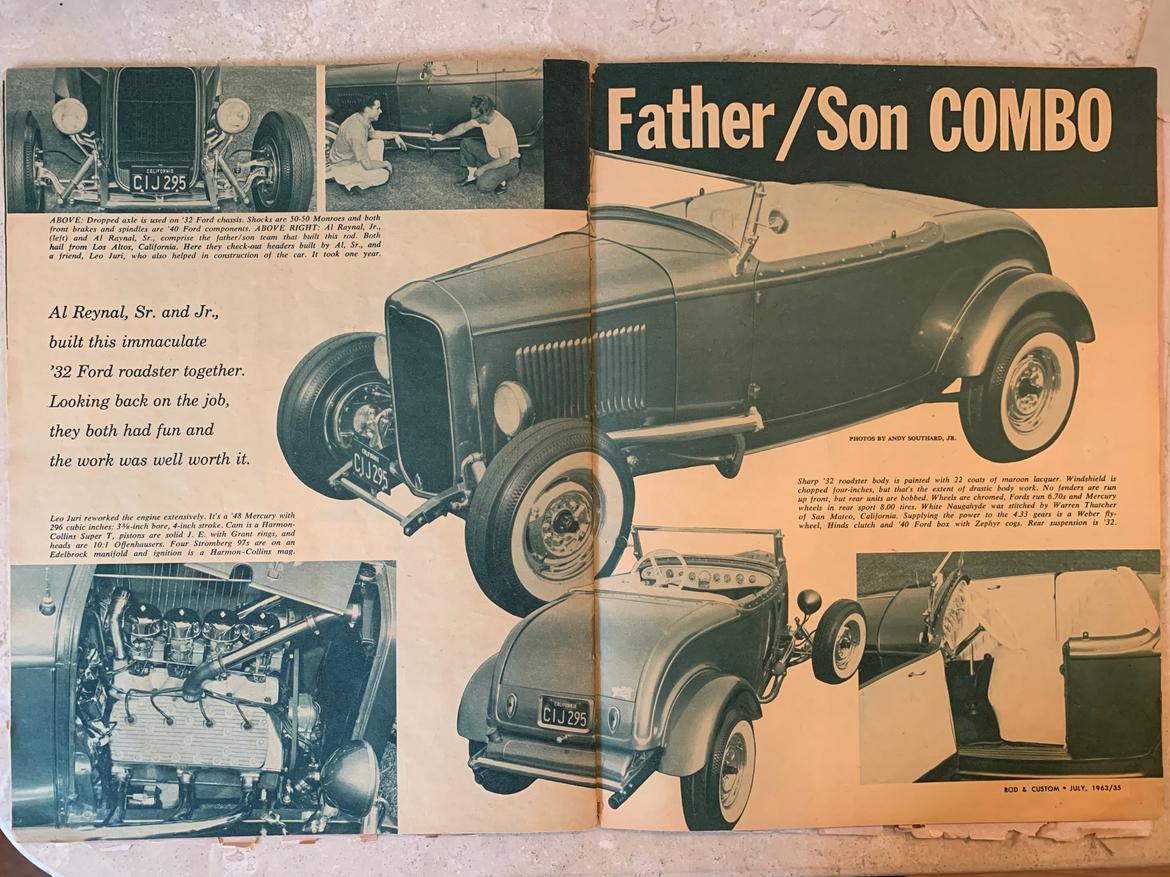 Father/Son COMBO
CALIFORNIA
CIJ 295
ABOVE: Dropped axle is used on '32 Ford chassis. Shocks are 50-50 Monroes and both
front brakes and spindles are '40 Ford components. ABOVE RIGHT: Al Raynal, Jr.,
(left) and Al Raynal, Sr., comprise the father/son team that built this rod. Both
hail from Los Altos, California. Here they check-out headers built by Al, Sr., and
a friend, Leo Juri, who also helped in construction of the car. It took one year.
Al Reynal, Sr. and Jr.,
built this immaculate
'32 Ford roadster together.
Looking back on the job,
they both had fun and
the work was well worth it.
CALIFORNIA
CIJ 295
PHOTOS BY ANDY SOUTHARD, JR.
Sharp '32 roadster body is painted with 22 coats of maroon lacquer. Windshield is
chopped four-inches, but that's the extent of drastic body work. No fenders are run
up front, but rear units are bobbed. Wheels are chromed, Fords run 6.70s and Mercury
wheels in rear sport 8.00 tires. White Naugahyde was stitched by Warren Thatcher
of San Mateo, California. Supplying the power to the 4.33 gears is a Weber fly-
wheel, Hinds clutch and '40 Ford box with Zephyr cogs. Rear suspension is '32.
Leo Juri reworked the engine extensively. It's a '48 Mercury with
296 cubic inches: 3⅜-inch bore, 4-inch stroke. Cam is a Harmon-
Collins Super T, pistons are solid J. E. with Grant rings, and
heads are 10:1 Offenhausers. Four Stromberg 97s are on an
Edelbrock manifold and ignition is a Harmon-Collins mag.
CALIFORNIA
CIJ 295
ROD & CUSTOM • JULY, 1963/35